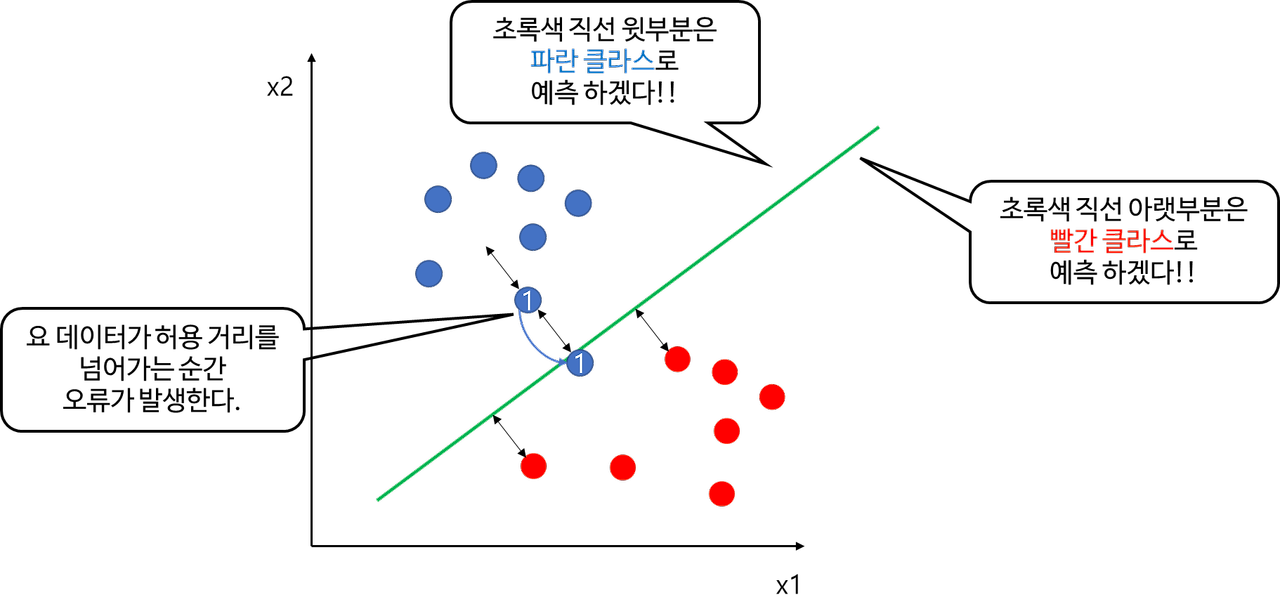 초록색 직선 윗부분은
파란 클라스로
예측 하겠다!!
x2
초록색 직선 아랫부분은
빨간 클라스로
예측 하겠다!!
1
요 데이터가 허용 거리를
넘어가는 순간
오류가 발생한다.
1
x1